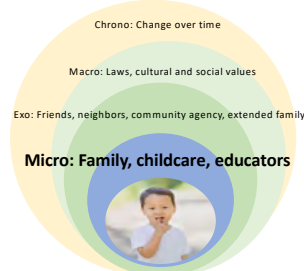 Chrono: Change over time
Macro: Laws, cultural and social values
Exo: Friends, neighbors, community agency, extended family
Micro: Family, childcare, educators